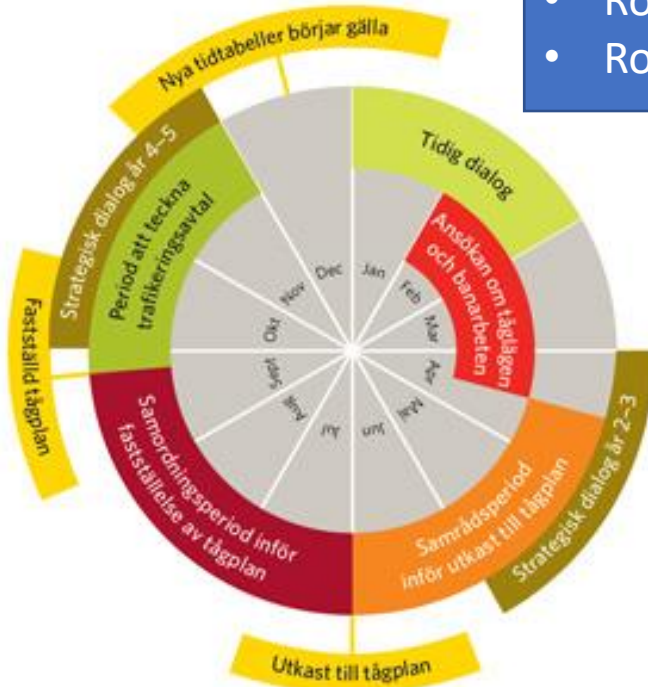 • Ro
• Ro
Nya tidtabeller börjar gälla
Strategisk dialog år 4–5
Period att teckna
trafikeringsavtal
Tidig dialog
Ansökan om tåglägen
och banarbeten
Jan
Feb
Mar
Apr
Maj
Jun
Jul
Aug
Sept
Okt
Nov
Dec
Fastställd tågplan
Samordningsperiod inför
fastställelse av tågplan
Samrådsperiod
inför utkast till tågplan
Strategisk dialog år 2–3
Utkast till tågplan